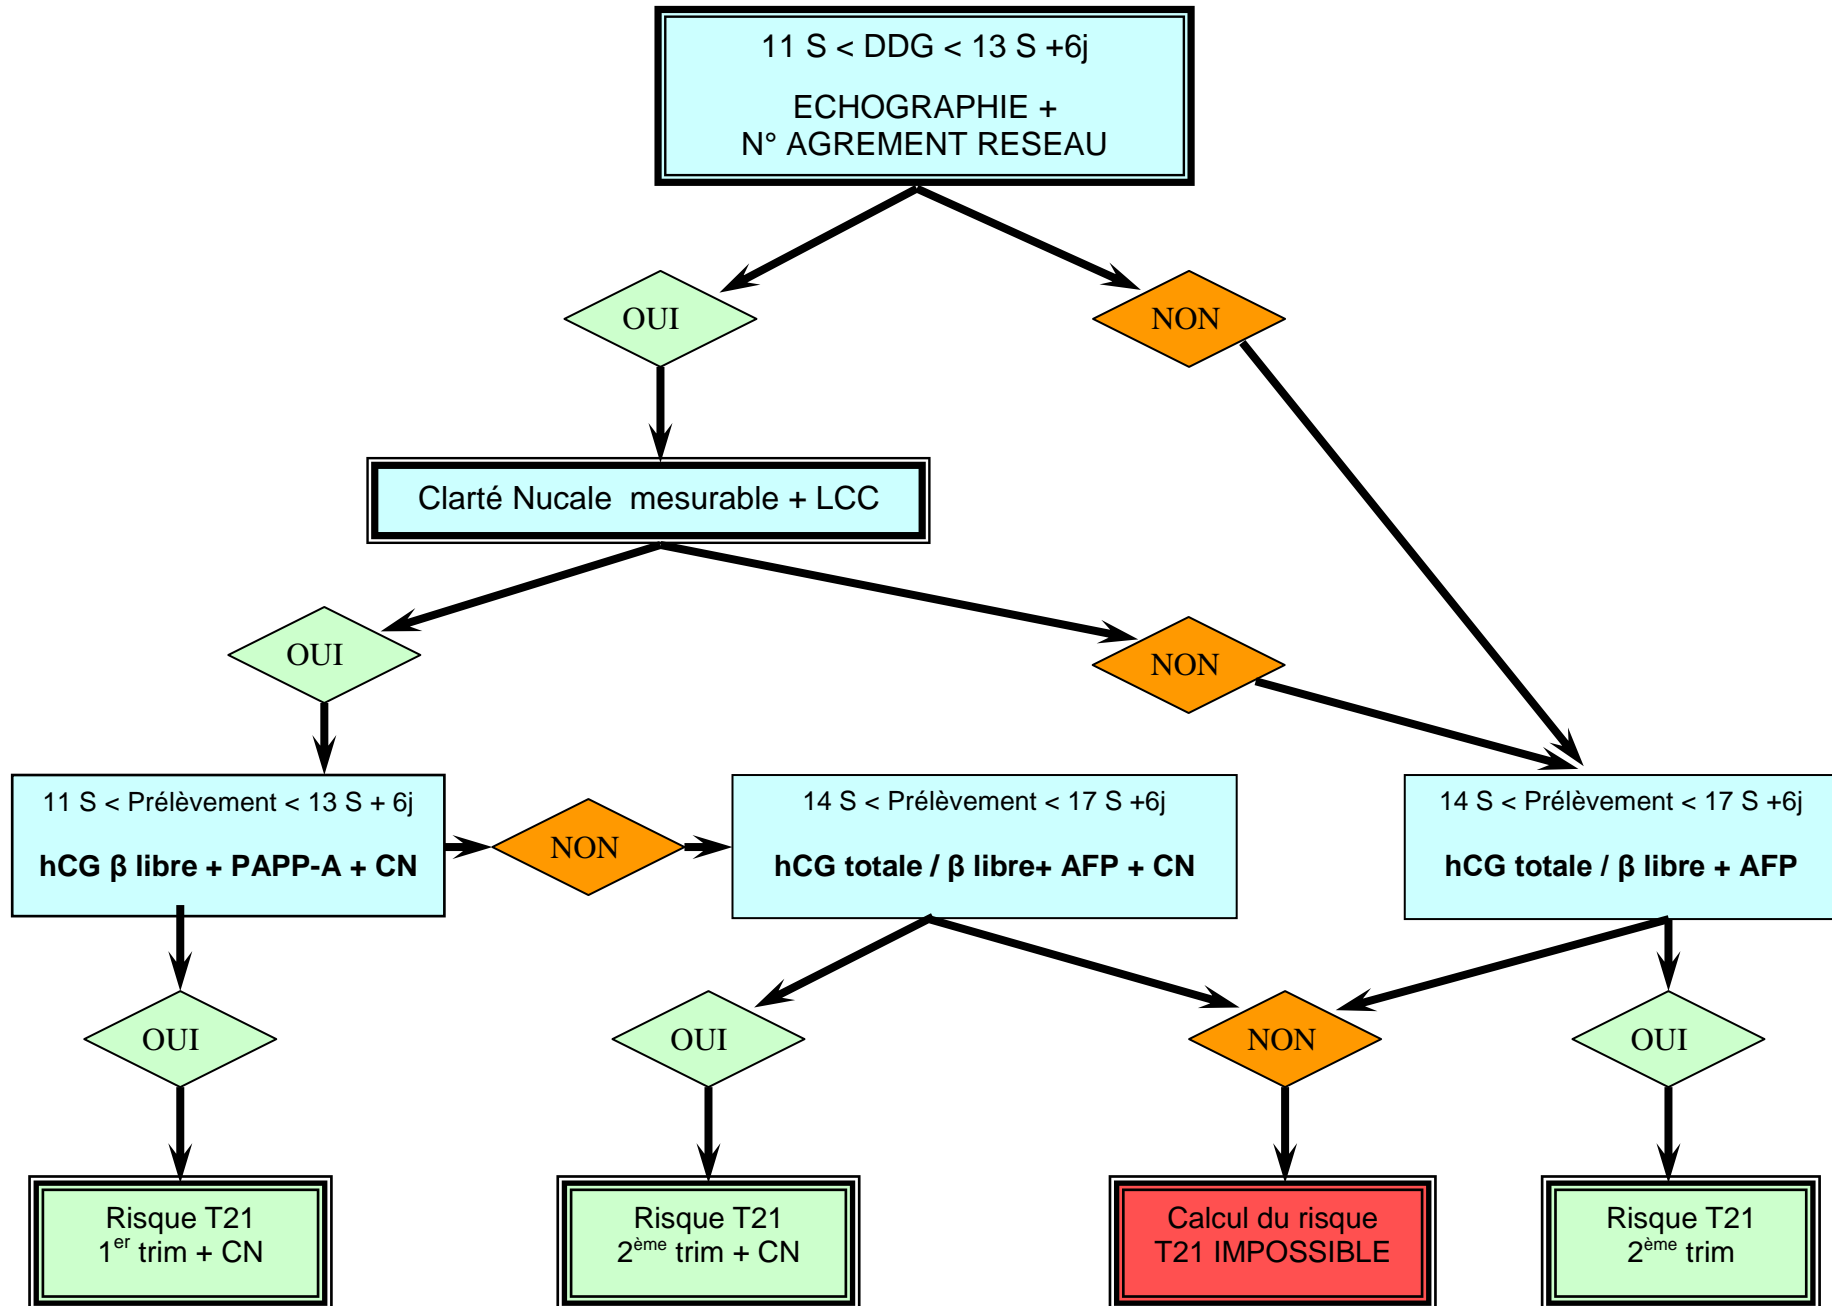 11 S < DDG < 13 S +6j
ECHOGRAPHIE +
N° AGREMENT RESEAU
OUI
NON
Clarté Nucale  mesurable + LCC
OUI
NON
11 S < Prélèvement < 13 S + 6j
hCG β libre + PAPP-A + CN
NON
14 S < Prélèvement < 17 S +6j
hCG totale / β libre+ AFP + CN
14 S < Prélèvement < 17 S +6j
hCG totale / β libre + AFP
OUI
OUI
NON
OUI
Risque T21
1er trim + CN
Risque T21
2ème trim + CN
Calcul du risque
T21 IMPOSSIBLE
Risque T21
2ème trim